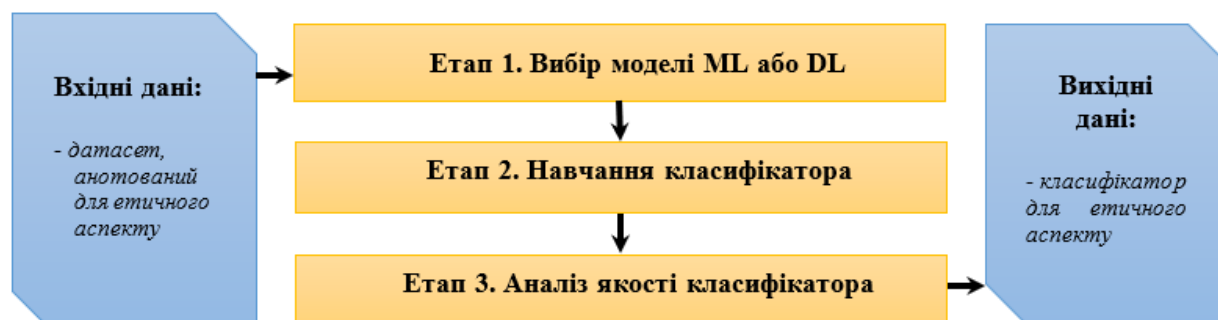 Вхідні дані:
- датасет,
анотований
для етичного
аспекту
Етап 1. Вибір моделі ML або DL
Етап 2. Навчання класифікатора
Етап 3. Аналіз якості класифікатора
Вихідні
дані:
- класифікатор
для етичного
аспекту